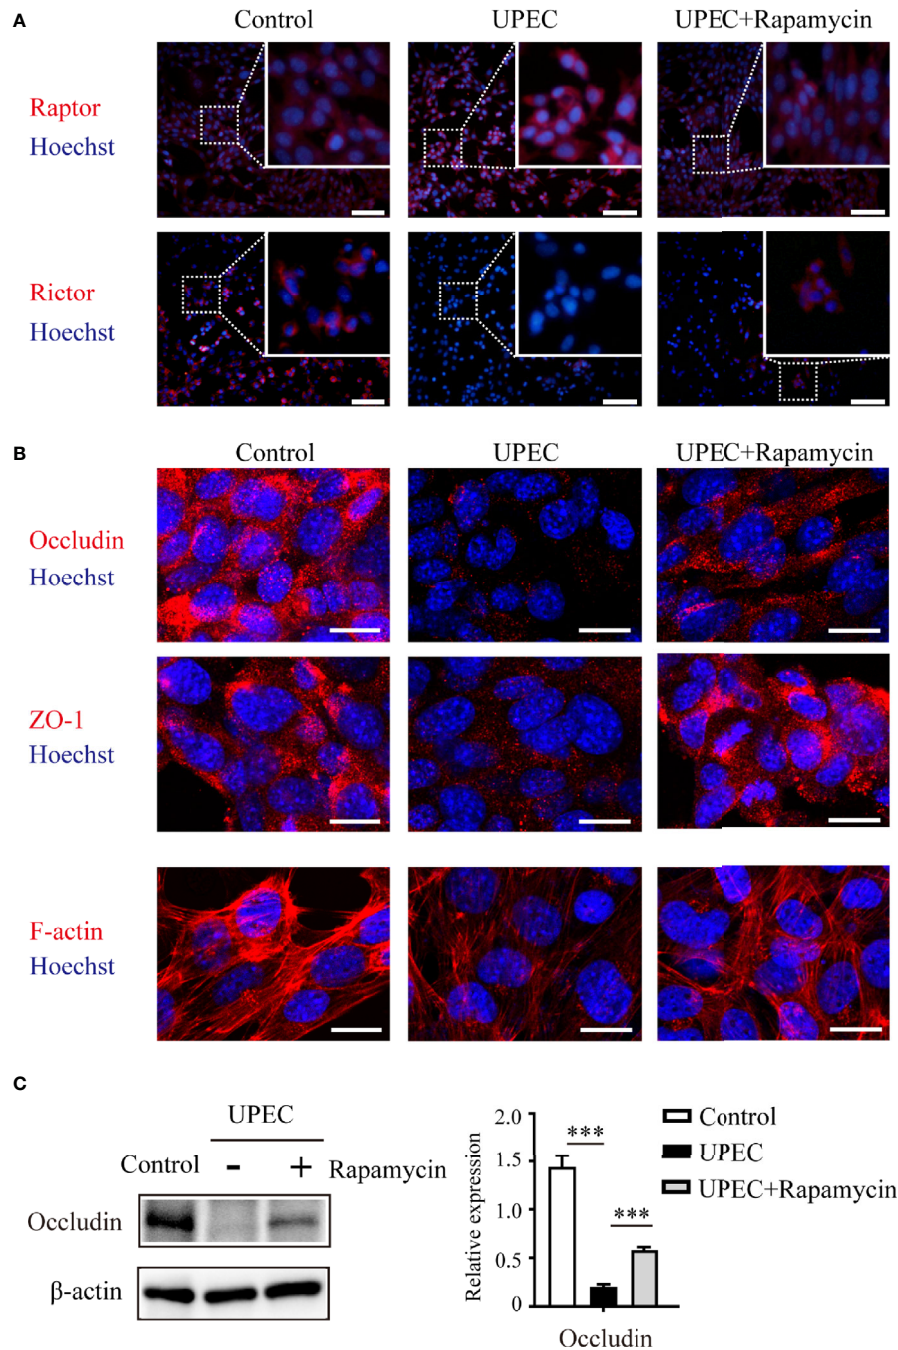 A
Control
UPEC
UPEC+Rapamycin
Raptor
Hoechst
Rictor
Hoechst
B
Control
UPEC
UPEC+Rapamycin
Occludin
Hoechst
ZO-1
Hoechst
F-actin
Hoechst
C
UPEC
Control
-
+
Rapamycin
Occludin
β-actin
Relative expression
2.0
1.5
1.0
0.5
0
***
***
Occludin
Control
UPEC
UPEC+Rapamycin